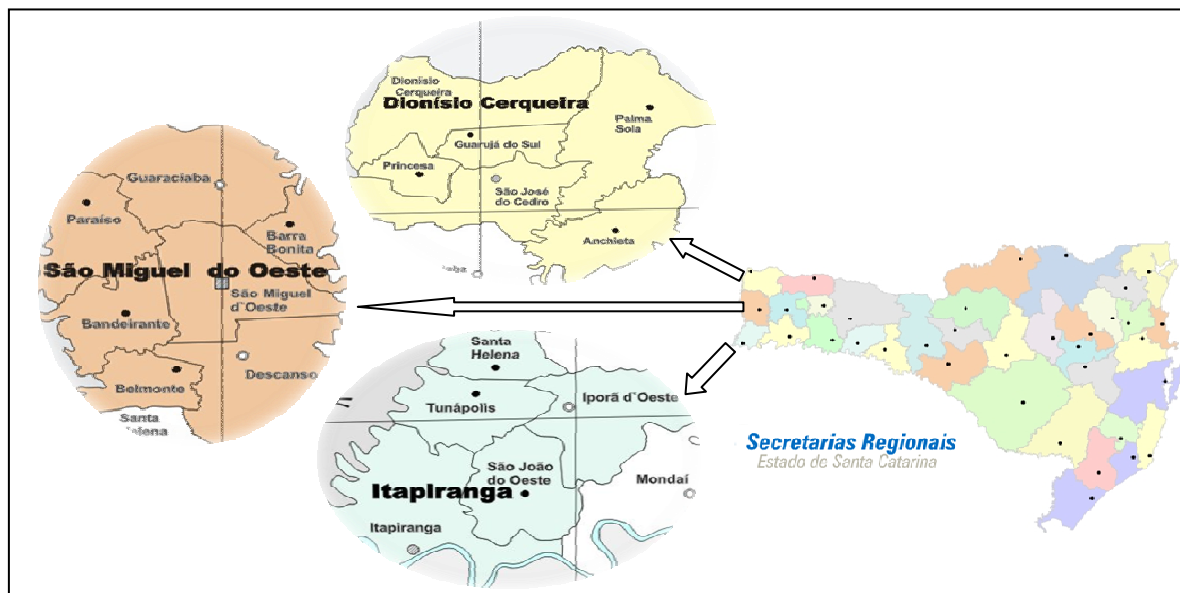 Dionísio
Cerqueira
Dionísio Cerqueira
Palma
Sola
Guarujá do Sul
Princesa
São José
do Cedro
Anchieta
Guaraciaba
Paraíso
Barra
Bonita
São Miguel do Oeste
São Miguel
d`Oeste
Bandeirante
Descanso
Belmonte
Santa
Santa
Helena
Iporã d`Oeste
Tunápolis
São João
do Oeste
Mondaí
Itapiranga
Itapiranga
Secretarias Regionais
Estado de Santa Catarina